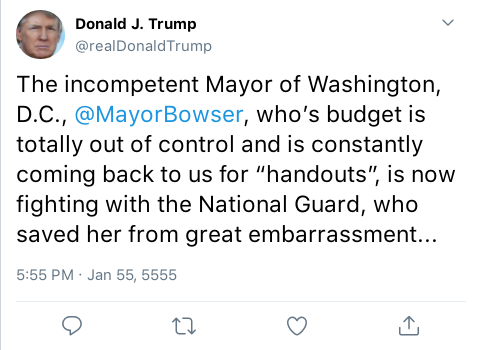 Donald J. Trump
@realDonaldTrump
The incompetent Mayor of Washington,
D.C., @MayorBowser, who’s budget is
totally out of control and is constantly
coming back to us for “handouts”, is now
fighting with the National Guard, who
saved her from great embarrassment...
5:55 PM · Jan 55, 5555